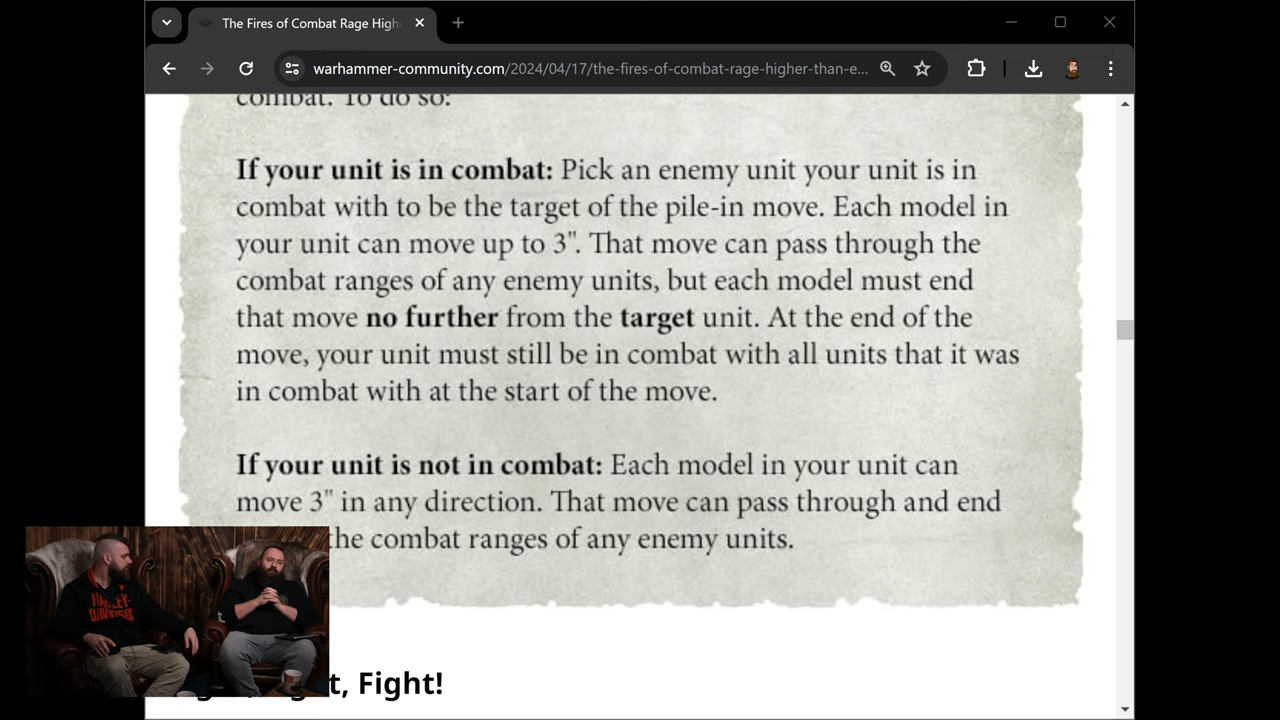 The Fires of Combat Rage High
warhammer-community.com/2024/04/17/the-fires-of-combat-rage-higher-than-e...
combat. To do so:
If your unit is in combat: Pick an enemy unit your unit is in
combat with to be the target of the pile-in move. Each model in
your unit can move up to 3". That move can pass through the
combat ranges of any enemy units, but each model must end
that move no further from the target unit. At the end of the
move, your unit must still be in combat with all units that it was
in combat with at the start of the move.
If your unit is not in combat: Each model in your unit can
move 3" in any direction. That move can pass through and end
the combat ranges of any enemy units.
HARLEY-
DAVIDSON
Fight!